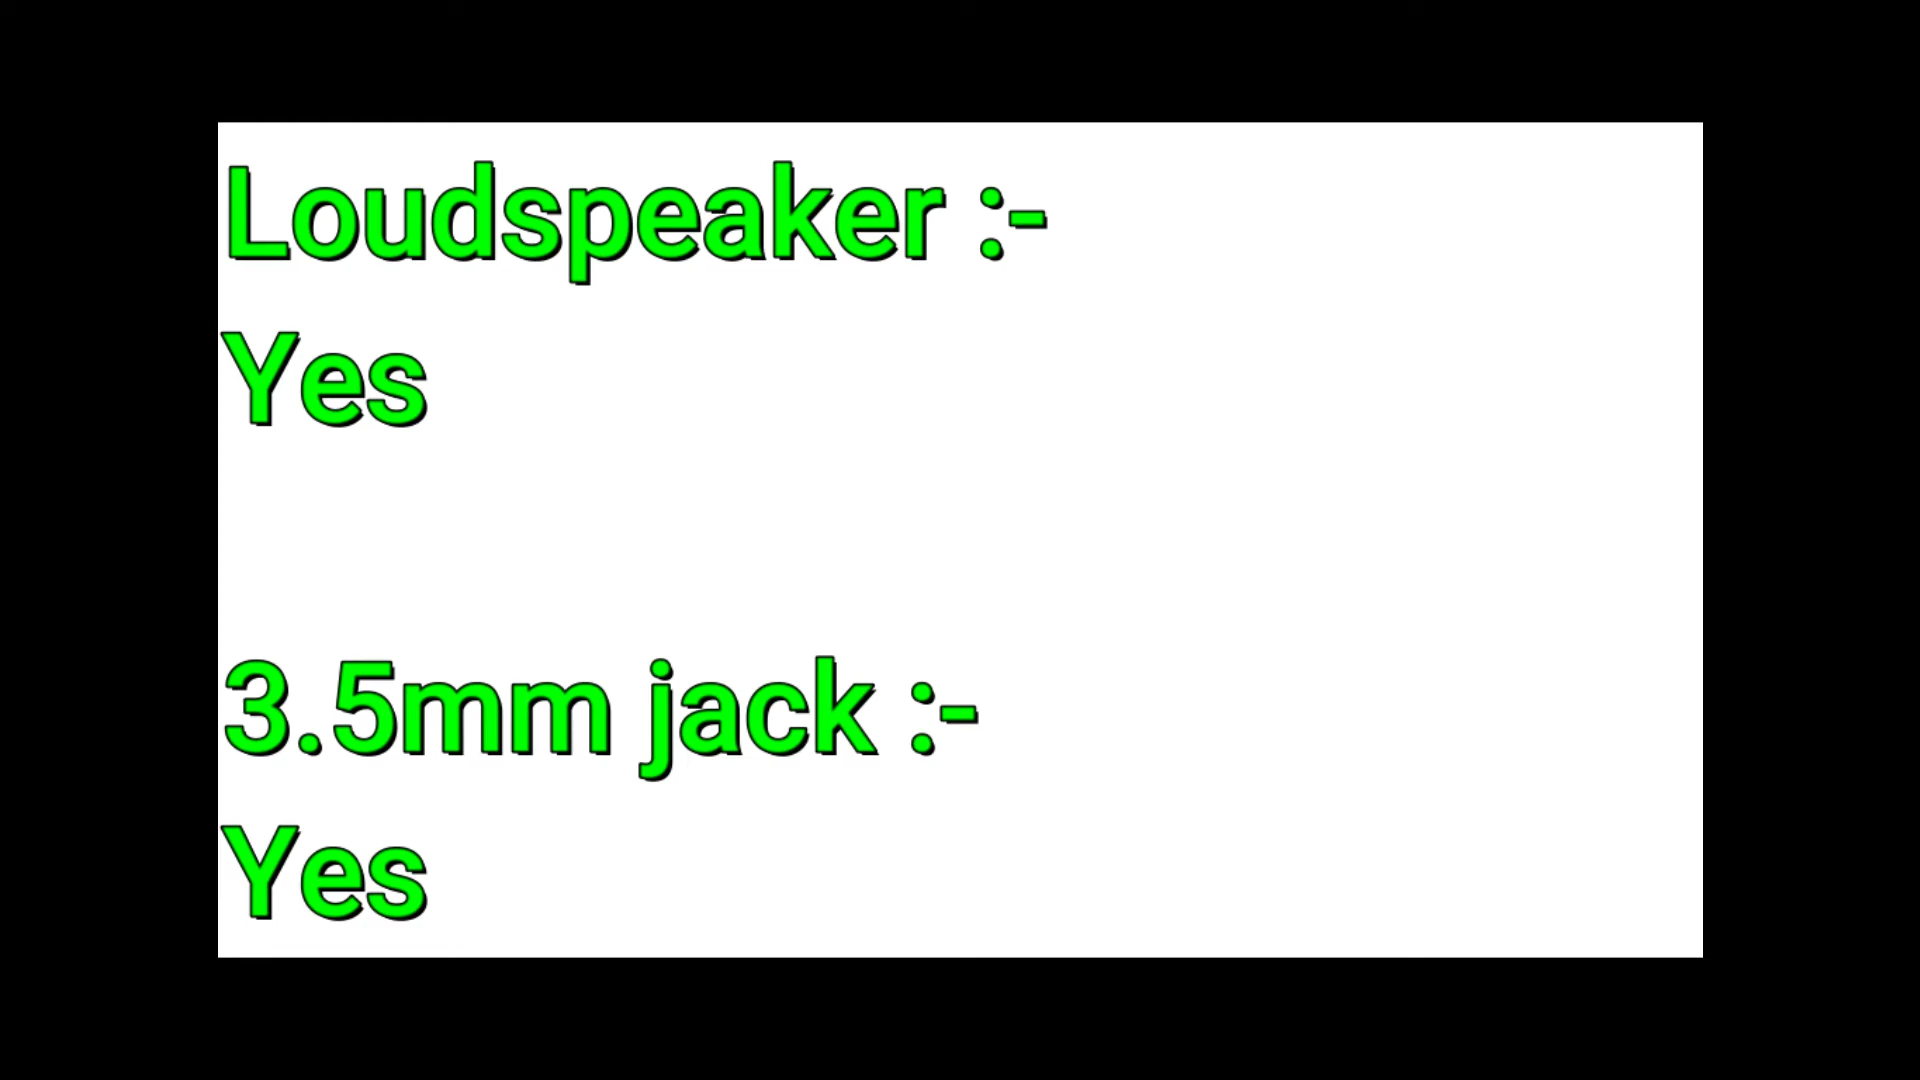 Loudspeaker :-
Yes
3.5mm jack :-
Yes